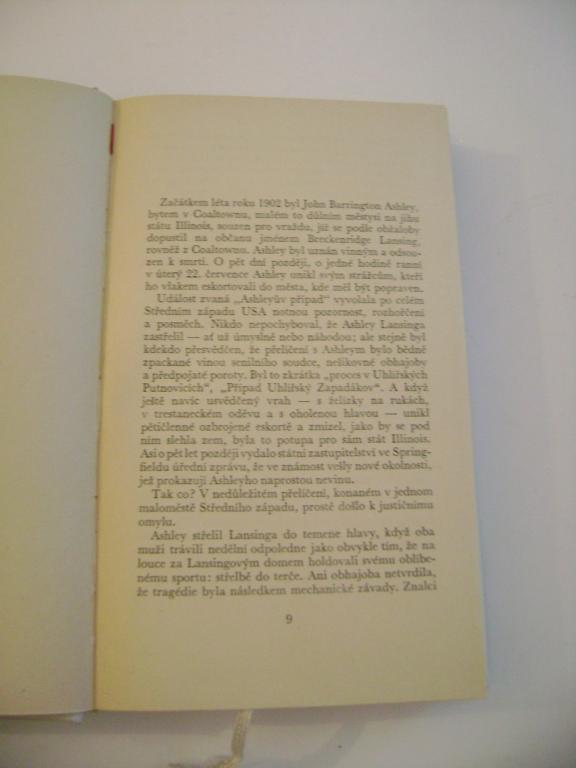 Začátkem léta roku 1902 byl John Barrington Ashley,
bytem v Coaltownu, malém to důlním městysi na jihu
státu Illinois, souzen pro vraždu, jíž se podle obžaloby
dopustil na občanu jménem Breckenridge Lansing,
rovněž z Coaltownu. Ashley byl uznán vinným a odsou-
zen k smrti. O pět dní později, o jedné hodině ranní
v úterý 22. července Ashley unikl svým strážcům, kteří
ho vlakem eskortovali do města, kde měl být popraven.
Událost zvaná „Ashleyův případ“ vyvolala po celém
Středním západu USA notnou pozornost, rozhořčení
a posměch. Nikdo nepochyboval, že Ashley Lansinga
zastřelil — ať už úmyslně nebo náhodou; ale stejně byl
kdekdo přesvědčen, že přelíčení s Ashleym bylo bědně
zpackané vinou senilního soudce, nešikovné obhajoby
a předpojaté poroty. Byl to zkrátka „proces v Uhlířských
Putnovicích“, „Případ Uhlířský Zapadákov“. A když
ještě navíc usvědčený vrah — s želízky na rukách,
v trestaneckém oděvu a s oholenou hlavou — unikl
pětičlenné ozbrojené eskortě a zmizel, jako by se pod
ním slehla zem, byla to potupa pro sám stát Illinois.
Asi o pět let později vydalo státní zastupitelství ve Spring-
fieldu úřední zprávu, že ve známost vešly nové okolnosti,
jež prokazují Ashleyho naprostou nevinu.
Tak co? V nedůležitém přelíčení, konaném v jednom
maloměstě Středního západu, prostě došlo k justičnímu
omylu.
Ashley střelil Lansinga do temene hlavy, když oba
muži trávili nedělní odpoledne jako obvykle tím, že na
louce za Lansingovým domem holdovali svému oblíbe-
nému sportu: střelbě do terče. Ani obhajoba netvrdila,
že tragédie byla následkem mechanické závady. Znalci
9